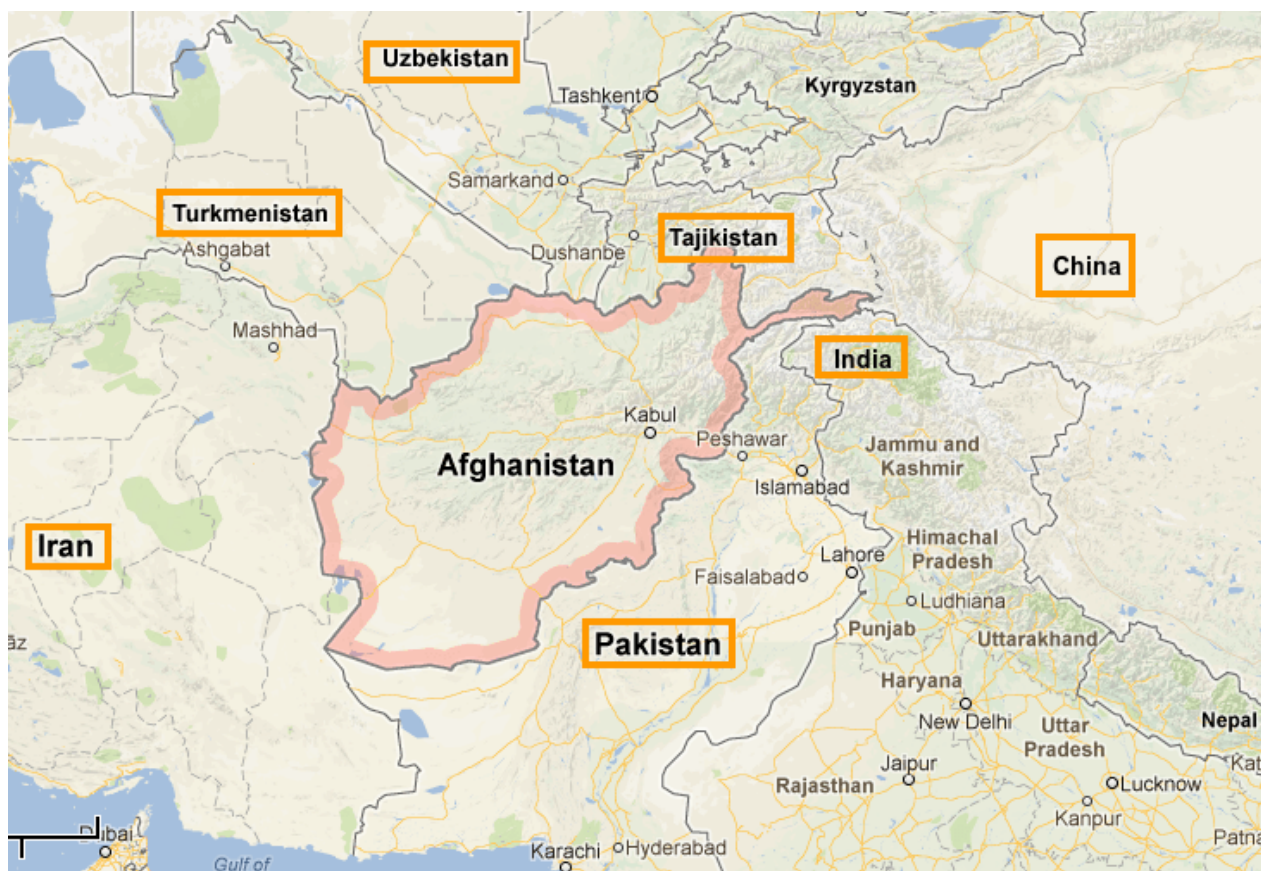 Uzbekistan
Kyrgyzstan
Tashkent
Samarkand
Turkmenistan
Tajikistan
Ashgabat
Dushanbe
China
Mashhad
India
Kabul
Peshawar
Afghanistan
Jammu and
Kashmir
Islamabad
Iran
Himachal
Pradesh
Lahore
Faisalabad
Ludhiana
Punjab
Uttarakhand
Pakistan
āz
Haryana
New Delhi
Nepal
Uttar
Pradesh
Jaipur
Rajasthan
Kat
Lucknow
Kanpur
Dubai
Patna
Karachi
Hyderabad
Gulf of